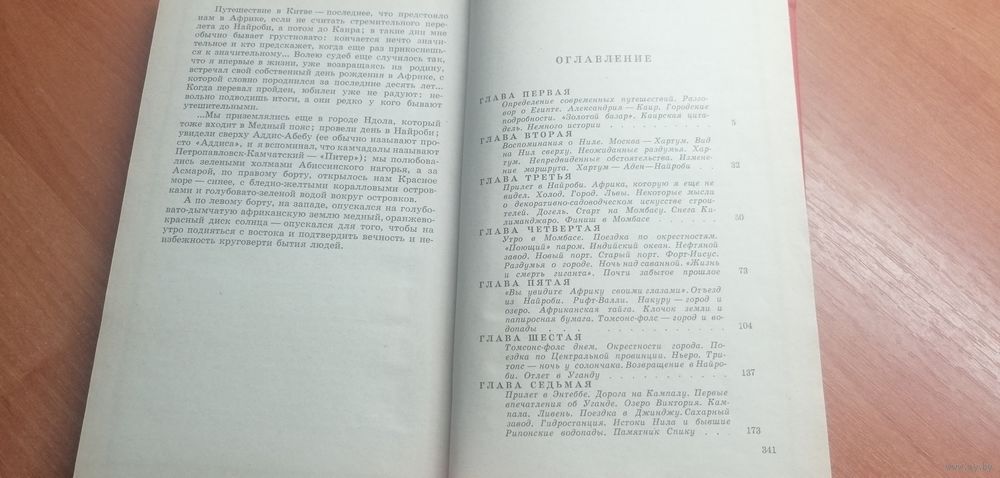 Путешествие в Китве — последнее, что предстояло
нам в Африке, если не считать стремительного пере-
лета до Найроби, а потом до Каира; в такие дни мне
обычно бывает грустновато: кончается нечто значи-
тельное и кто предскажет, когда еще раз прикоснешь-
ся к значительному... Волею судеб еще случилось так,
что я впервые в жизни, уже возвращаясь на родину,
встречал свой собственный день рождения в Африке, с
которой словно породнился за последние десять лет...
Когда перевал пройден, юбилеи уже не радуют: не-
вольно подводишь итоги, а они редко у кого бывают
утешительными.
...Мы приземлялись еще в городе Ндола, который
тоже входит в Медный пояс; провели день в Найроби;
увидели сверху Аддис-Абебу (ее обычно называют про-
сто «Аддиса», и я вспомнил, что камчадалы называют
Петропавловск-Камчатский — «Питер»); мы полюбова-
лись зелеными холмами Абиссинского нагорья, а за
Асмарой, по правому борту, открылось нам Красное
море — синее, с бледно-желтыми коралловыми островка-
ми и голубовато-зеленой водой вокруг островков.
А по левому борту, на западе, опускался на голубо-
вато-дымчатую африканскую землю медный, оранжево-
красный диск солнца — опускался для того, чтобы на-
утро подняться с востока и подтвердить вечность и не-
избежность круговерти бытия людей.
ОГЛАВЛЕНИЕ
ГЛАВА ПЕРВАЯ
Определение современных путешествий. Разго-
вор о Египте. Александрия — Каир. Городские
подробности. «Золотой базар». Каирская цита-
дель. Немного истории . . . . . . 5
ГЛАВА ВТОРАЯ
Воспоминания о Ниле. Москва — Хартум. Вид
на Нил сверху. Неожиданные раздумья. Хар-
тум. Непредвиденные обстоятельства. Измене-
ние маршрута. Хартум — Аден — Найроби . . . 32
ГЛАВА ТРЕТЬЯ
Прилет в Найроби. Африка, которую я еще не
видел. Холод. Город. Львы. Некоторые мысли
о декоративно-садоводческом искусстве строи-
телей. Догель. Старт на Момбасу. Снега Ки-
лиманджаро. Финиш в Момбасе . . . . . 50
ГЛАВА ЧЕТВЕРТАЯ
Утро в Момбасе. Поездка по окрестностям.
«Поющий» паром. Индийский океан. Нефтяной
завод. Новый порт. Старый порт. Форт-Иисус.
Раздумья о городе. Ночь над саванной. «Жизнь
и смерть гиганта». Почти забытое прошлое 73
ГЛАВА ПЯТАЯ
«Вы увидите Африку своими глазами». Отъезд
из Найроби. Рифт-Валли. Накуру — город и
озеро. Африканская тайга. Клочок земли и
папиросная бумага. Томсонс-фолс — город и во-
допады . . . . . . . . . . . 104
ГЛАВА ШЕСТАЯ
Томсонс-фолс днем. Окрестности города. По-
ездка по Центральной провинции. Ньеро. Три-
топс — ночь у солончака. Возвращение в Найро-
би. Отлет в Уганду . . . . . . . . 137
ГЛАВА СЕДЬМАЯ
Прилет в Энтеббе. Дорога на Кампалу. Первые
впечатления об Уганде. Озеро Виктория. Кам-
пала. Ливень. Поездка в Джинджу. Сахарный
завод. Гидростанция. Истоки Нила и бывшие
Рипонские водопады. Памятник Спику . . . 173
341
www.ay.by